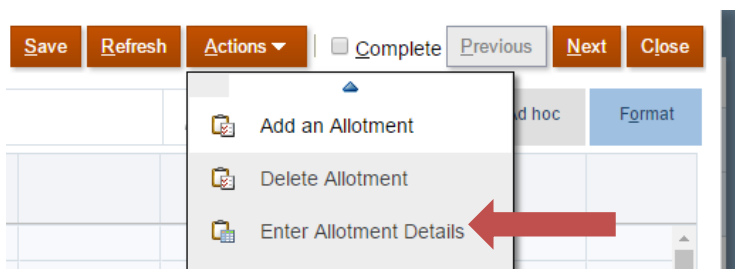 Save Refresh Actions Complete Previous Next Close
Add an Allotment
d hoc Format
Delete Allotment
Enter Allotment Details